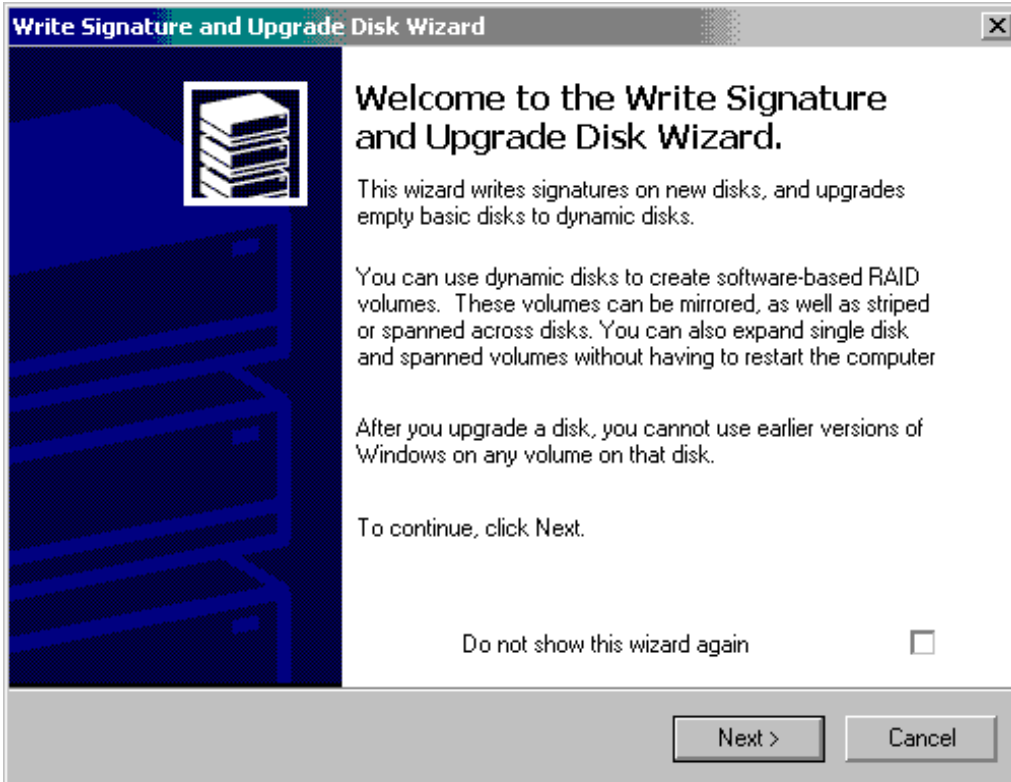 Write Signature and Upgrade Disk Wizard
Welcome to the Write Signature
and Upgrade Disk Wizard.
This wizard writes signatures on new disks, and upgrades
empty basic disks to dynamic disks.
You can use dynamic disks to create software-based RAID
volumes.  These volumes can be mirrored, as well as striped
or spanned across disks. You can also expand single disk
and spanned volumes without having to restart the computer
After you upgrade a disk, you cannot use earlier versions of
Windows on any volume on that disk.
To continue, click Next.
Do not show this wizard again
Next >
Cancel